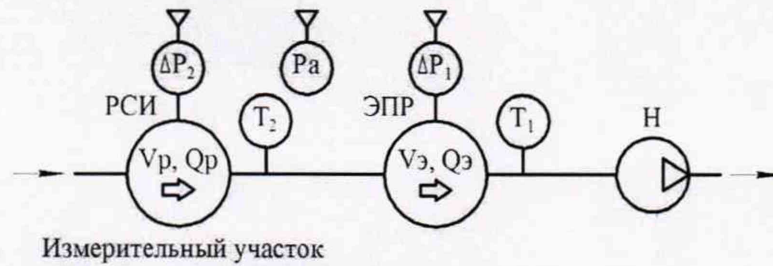 ΔP₂
Pa
ΔP₁
РСИ
T₂
ЭПР
T₁
Н
Vр, Qр
Vэ, Qэ
Измерительный участок